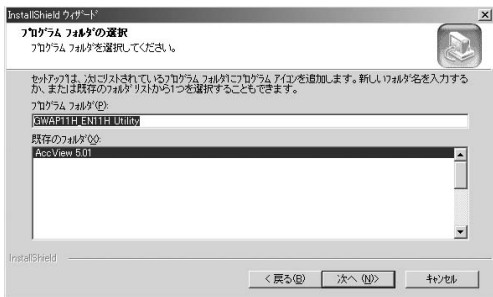 InstallShield ウィザード
プログラム フォルダの選択
プログラム フォルダを選択してください。
セットアップは、次にリストされているプログラム フォルダにプログラム アイコンを追加します。新しいフォルダ名を入力する
か、または既存のフォルダ リストから1つを選択することもできます。
プログラム フォルダ(P):
GWAP11H_EN11H Utility
既存のフォルダ(X):
AccView 5.01
InstallShield
< 戻る(B)
次へ (N)>
キャンセル